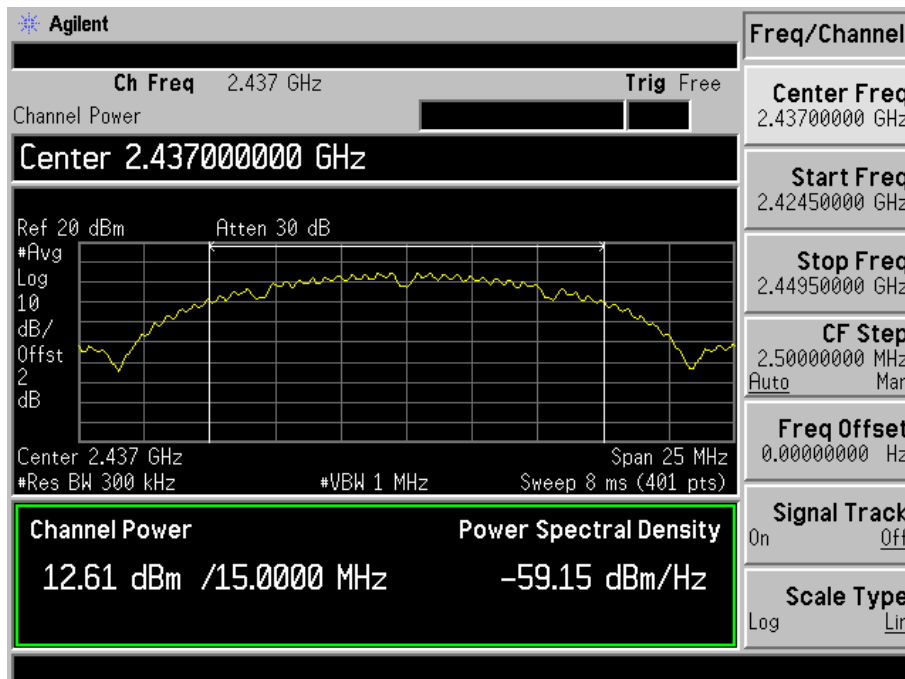 Agilent
Freq/Channel
Ch Freq 2.437 GHz Trig Free
Channel Power
Center 2.437000000 GHz
Ref 20 dBm Atten 30 dB
#Avg
Log
10
dB/
Offst
2
dB
Center 2.437 GHz Span 25 MHz
#Res BW 300 kHz #VBW 1 MHz Sweep 8 ms (401 pts)
Channel Power Power Spectral Density
12.61 dBm /15.0000 MHz -59.15 dBm/Hz
Center Freq
2.43700000 GHz
Start Freq
2.42450000 GHz
Stop Freq
2.44950000 GHz
CF Step
2.50000000 MHz
Auto Man
Freq Offset
0.00000000 Hz
Signal Track
On Off
Scale Type
Log Lin